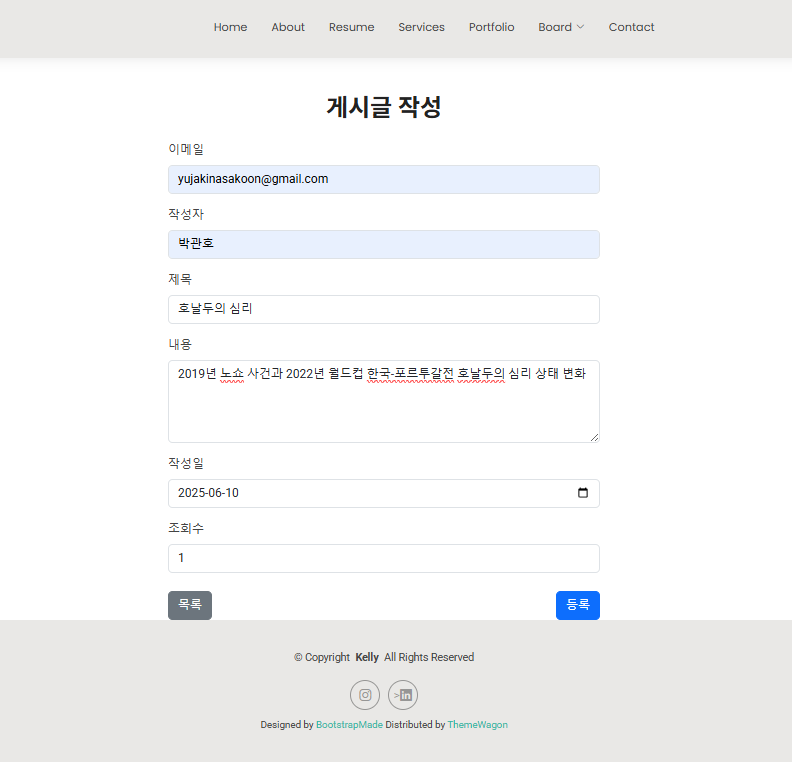 Home About Resume Services Portfolio Board Contact
게시글 작성
이메일
yujakinasakoon@gmail.com
작성자
박관호
제목
호날두의 심리
내용
2019년 노쇼 사건과 2022년 월드컵 한국-포르투갈전 호날두의 심리 상태 변화
작성일
2025-06-10
조회수
1
목록 등록
© Copyright Kelly All Rights Reserved
>in
Designed by BootstrapMade Distributed by ThemeWagon